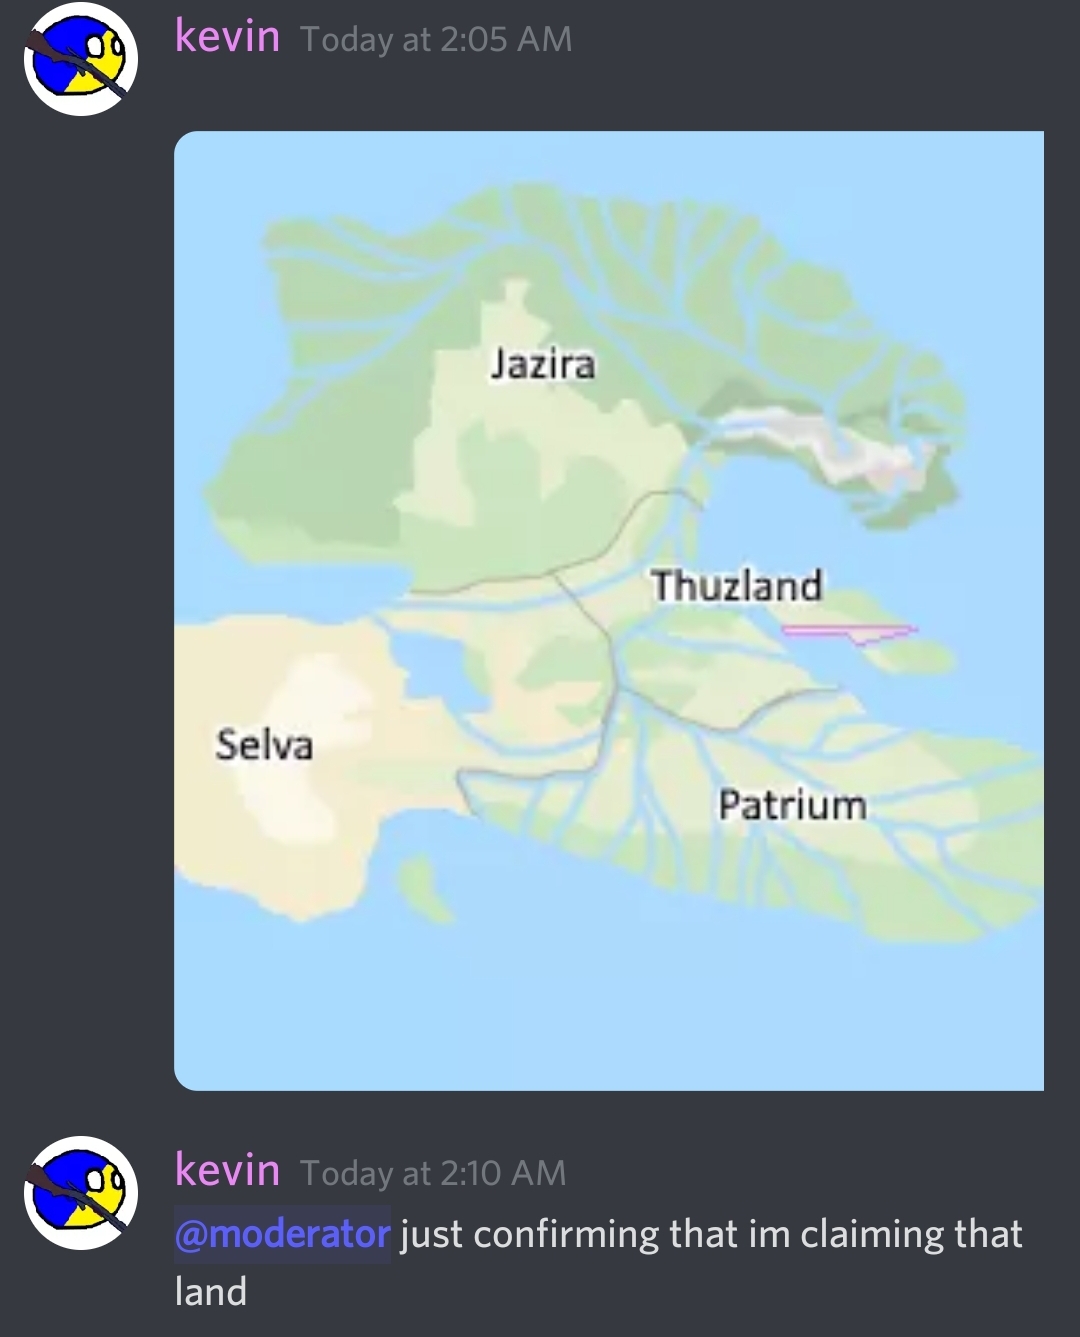 kevin Today at 2:05 AM
Jazira
Thuzland
Selva
Patrium
kevin Today at 2:10 AM
@moderator just confirming that im claiming that
land